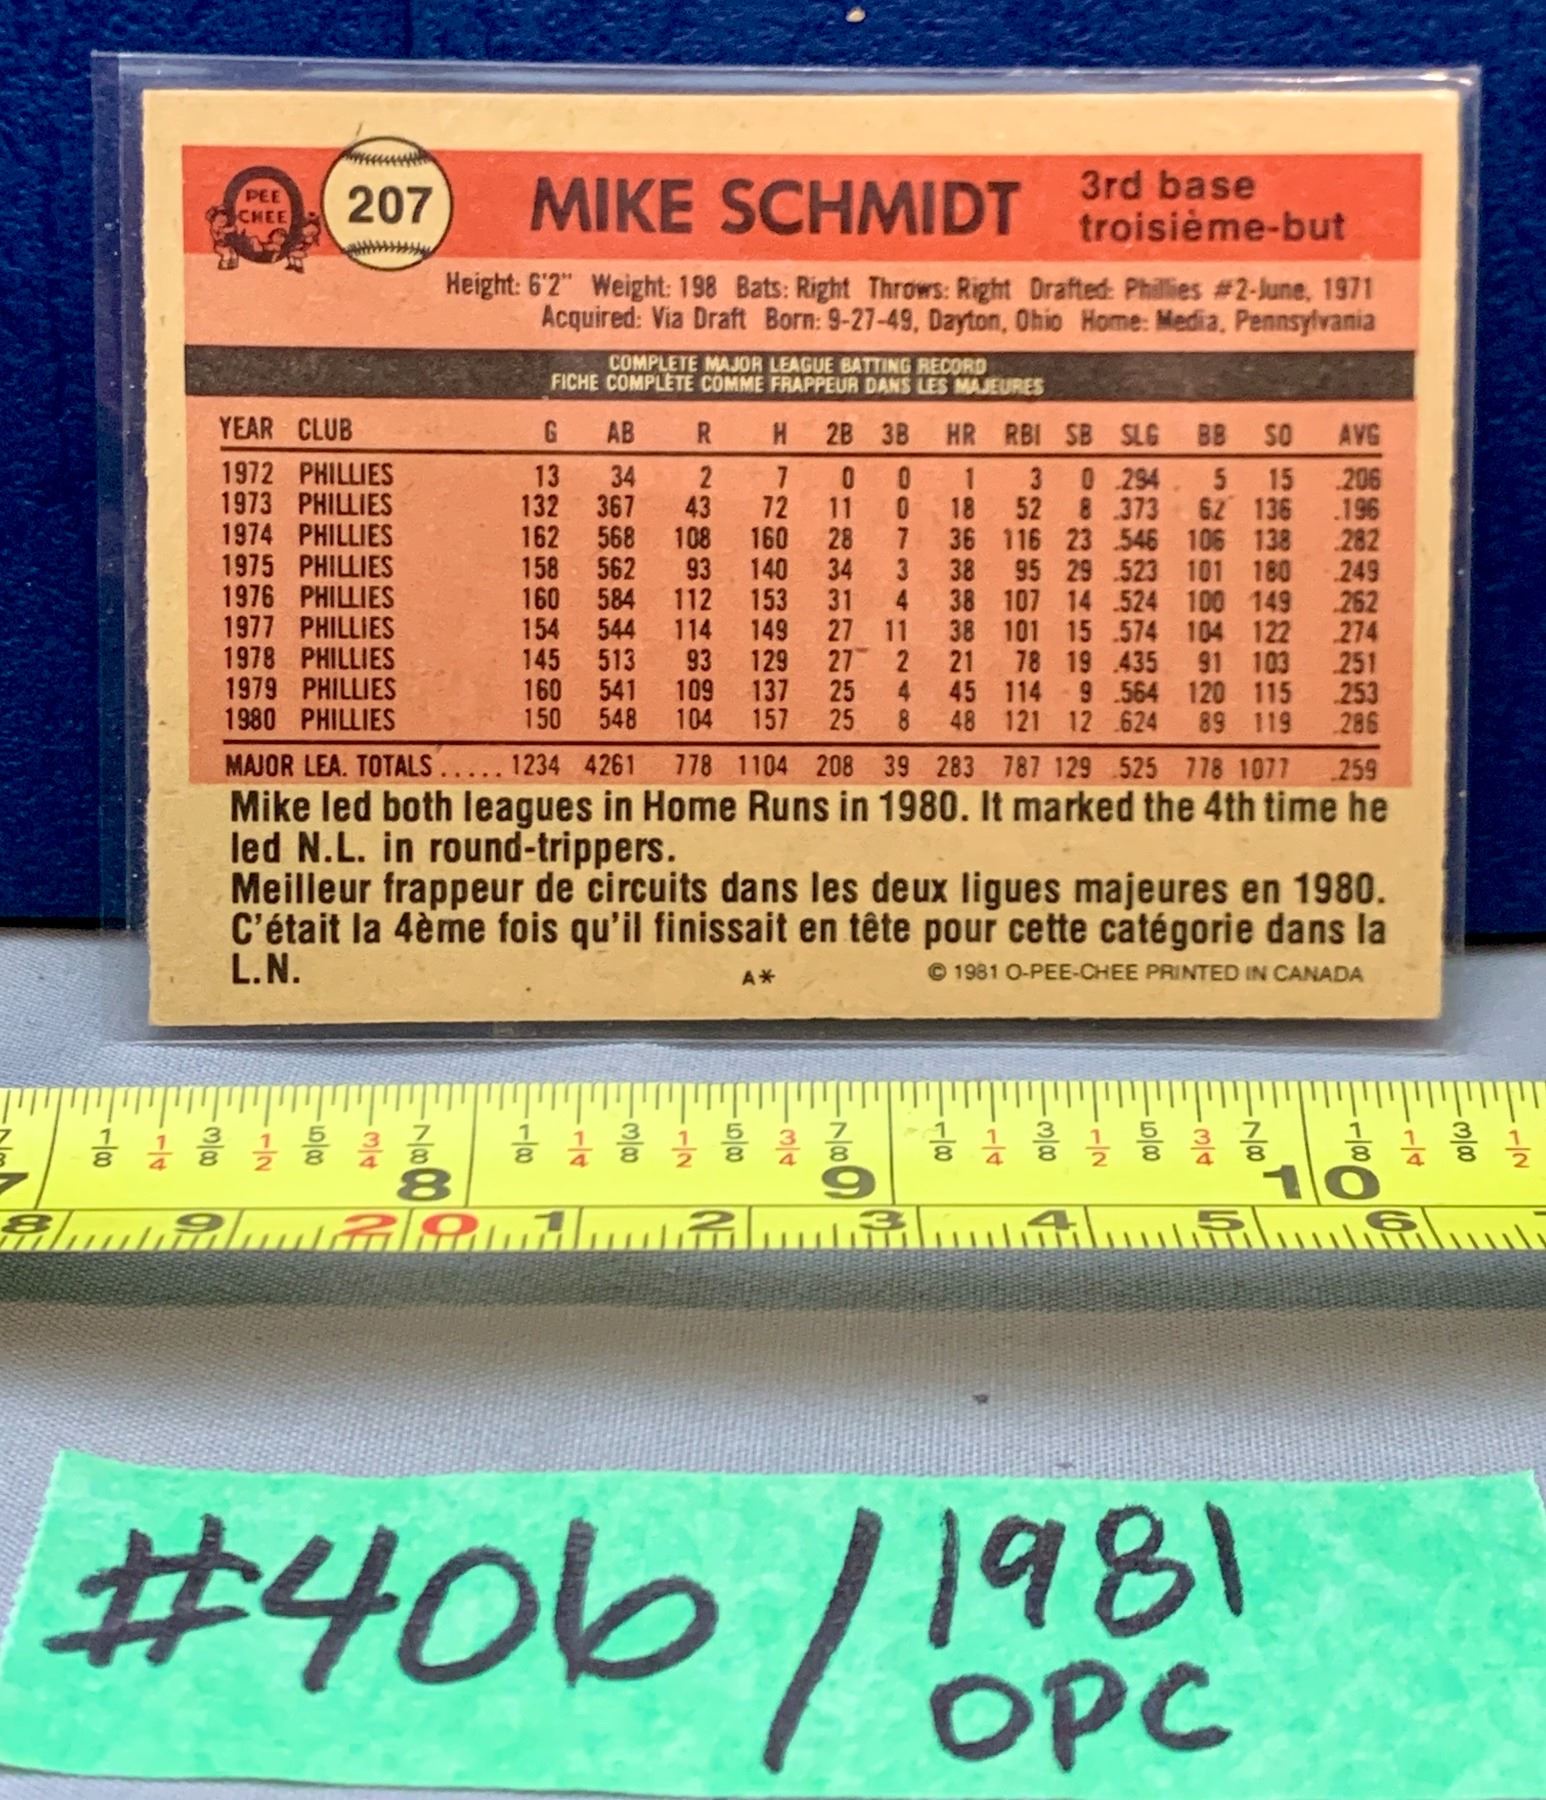 PEE CHEE 207 MIKE SCHMIDT 3rd base
troisième-but
Height: 6'2" Weight: 198 Bats: Right Throws: Right Drafted: Phillies #2-June, 1971
Acquired: Via Draft Born: 9-27-49, Dayton, Ohio Home: Media, Pennsylvania
COMPLETE MAJOR LEAGUE BATTING RECORD
FICHE COMPLÈTE COMME FRAPPEUR DANS LES MAJEURES
YEAR CLUB G AB R H 2B 3B HR RBI SB SLG BB SO AVG
1972 PHILLIES 13 34 2 7 0 0 1 3 0 .294 5 15 .206
1973 PHILLIES 132 367 43 72 11 0 18 52 8 .373 62 136 .196
1974 PHILLIES 162 568 108 160 28 7 36 116 23 .546 106 138 .282
1975 PHILLIES 158 562 93 140 34 3 38 95 29 .523 101 180 .249
1976 PHILLIES 160 584 112 153 31 4 38 107 14 .524 100 149 .262
1977 PHILLIES 154 544 114 149 27 11 38 101 15 .574 104 122 .274
1978 PHILLIES 145 513 93 129 27 2 21 78 19 .435 91 103 .251
1979 PHILLIES 160 541 109 137 25 4 45 114 9 .564 120 115 .253
1980 PHILLIES 150 548 104 157 25 8 48 121 12 .624 89 119 .286
MAJOR LEA. TOTALS ..... 1234 4261 778 1104 208 39 283 787 129 .525 778 1077 .259
Mike led both leagues in Home Runs in 1980. It marked the 4th time he
led N.L. in round-trippers.
Meilleur frappeur de circuits dans les deux ligues majeures en 1980.
C'était la 4ème fois qu'il finissait en tête pour cette catégorie dans la
L.N. A* © 1981 O-PEE-CHEE PRINTED IN CANADA
7/8 1/8 1/4 3/8 1/2 5/8 3/4 7/8 1/8 1/4 3/8 1/2 5/8 3/4 7/8 1/8 1/4 3/8 1/2 5/8 3/4 7/8 1/8 1/4 3/8 1/2
7 8 9 10
8 9 20 1 2 3 4 5 6
#406 / 1981
OPC